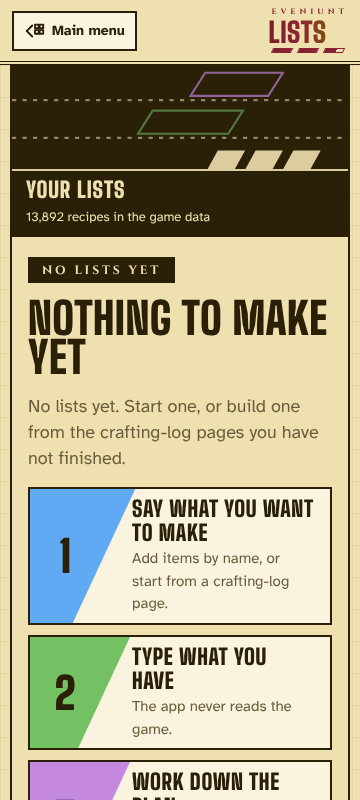 Main menu
EVENIUNT
LISTS
YOUR LISTS
13,892 recipes in the game data
NO LISTS YET
NOTHING TO MAKE
YET
No lists yet. Start one, or build one
from the crafting-log pages you have
not finished.
1
SAY WHAT YOU WANT
TO MAKE
Add items by name, or
start from a crafting-log
page.
2
TYPE WHAT YOU
HAVE
The app never reads the
game.
WORK DOWN THE